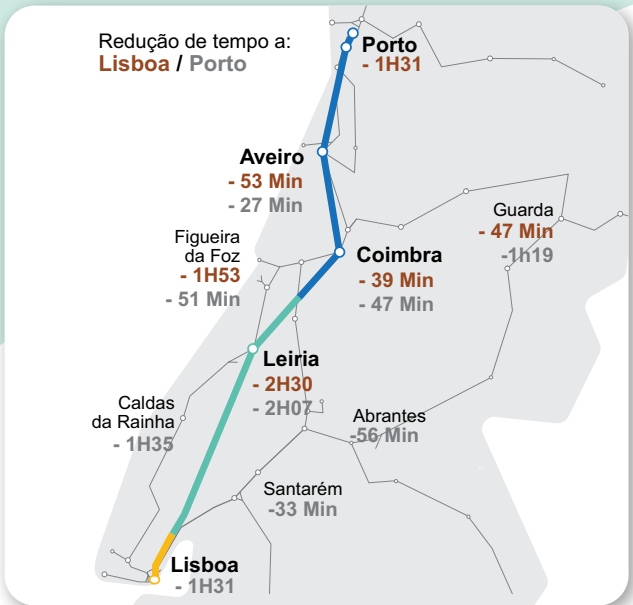 Redução de tempo a:
Lisboa / Porto
Porto
- 1H31
Aveiro
- 53 Min
- 27 Min
Guarda
- 47 Min
-1h19
Figueira
da Foz
- 1H53
- 51 Min
Coimbra
- 39 Min
- 47 Min
Leiria
- 2H30
- 2H07
Caldas
da Rainha
- 1H35
Abrantes
-56 Min
Santarém
-33 Min
Lisboa
- 1H31